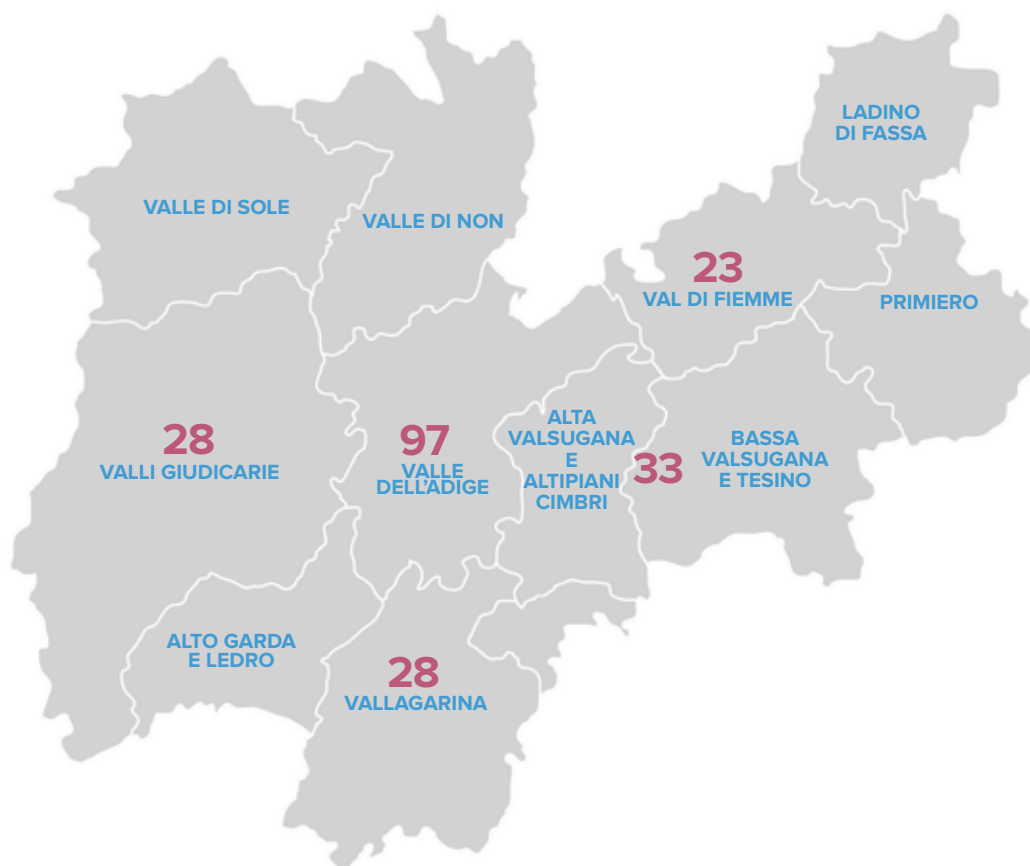 LADINO
DI FASSA
VALLE DI SOLE
VALLE DI NON
23
VAL DI FIEMME
PRIMIERO
28
VALLI GIUDICARIE
97
VALLE
DELL'ADIGE
ALTA
VALSUGANA
E
ALTIPIANI
CIMBRI
33
BASSA
VALSUGANA
E TESINO
ALTO GARDA
E LEDRO
28
VALLAGARINA